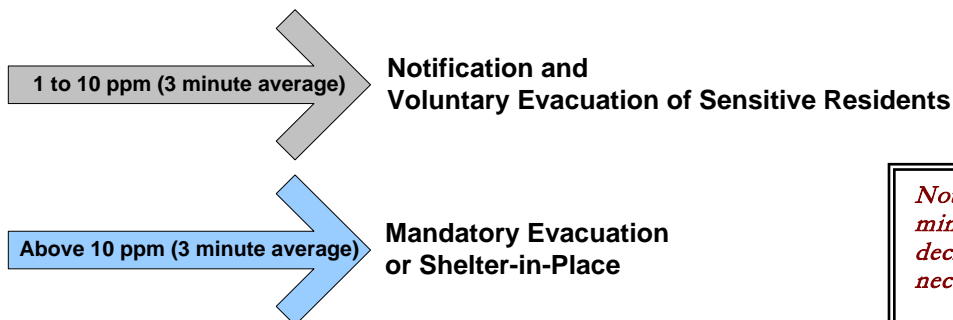 1 to 10 ppm (3 minute average)
Notification and
Voluntary Evacuation of Sensitive Residents
Above 10 ppm (3 minute average)
Mandatory Evacuation
or Shelter-in-Place